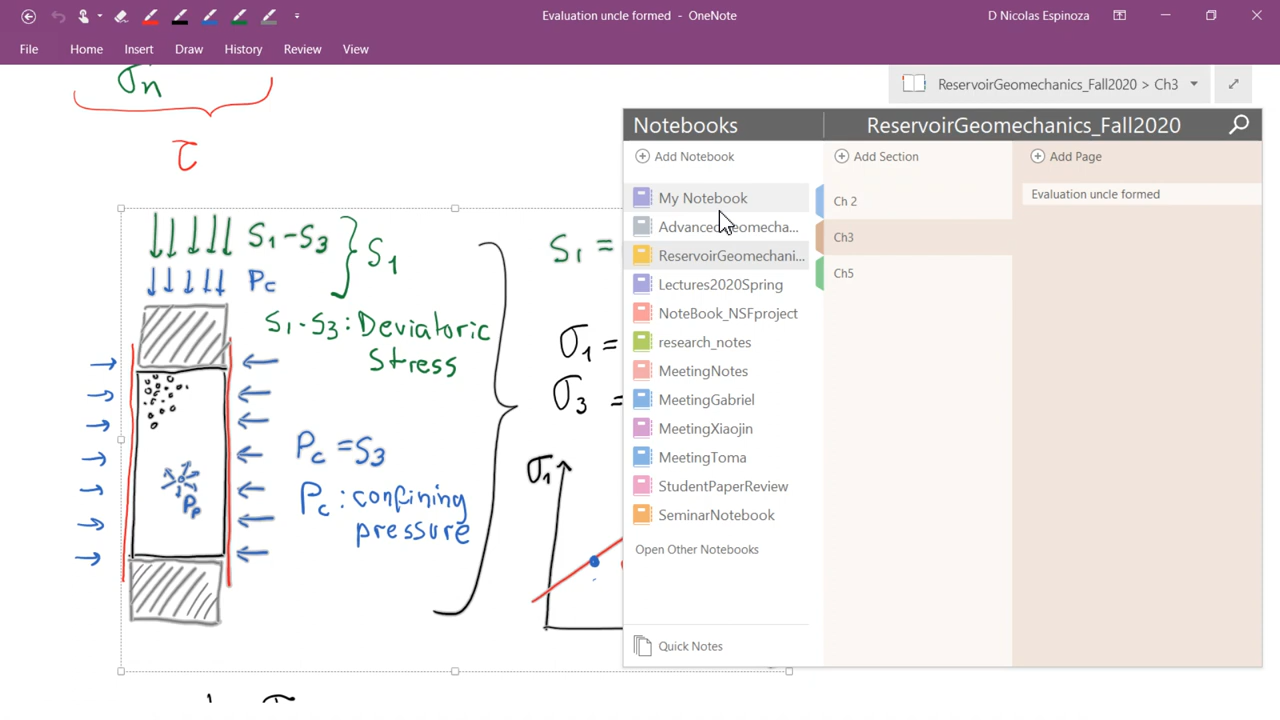 Evaluation uncle formed - OneNote
D Nicolas Espinoza
File Home Insert Draw History Review View
σn
τ
ReservoirGeomechanics_Fall2020 > Ch3
Notebooks
ReservoirGeomechanics_Fall2020
Add Notebook
Add Section
Add Page
My Notebook
Ch 2
Evaluation uncle formed
Advanced
Ch3
ReservoirGeomechani...
Ch5
Lectures2020Spring
NoteBook_NSFproject
research_notes
MeetingNotes
MeetingGabriel
MeetingXiaojin
MeetingToma
StudentPaperReview
SeminarNotebook
Open Other Notebooks
Quick Notes
S1-S3
S1
Pc
S1-S3: Deviatoric
Stress
Pc = S3
Pc: confining
pressure
Pp
S1 =
σ1 =
σ3 =
σ1